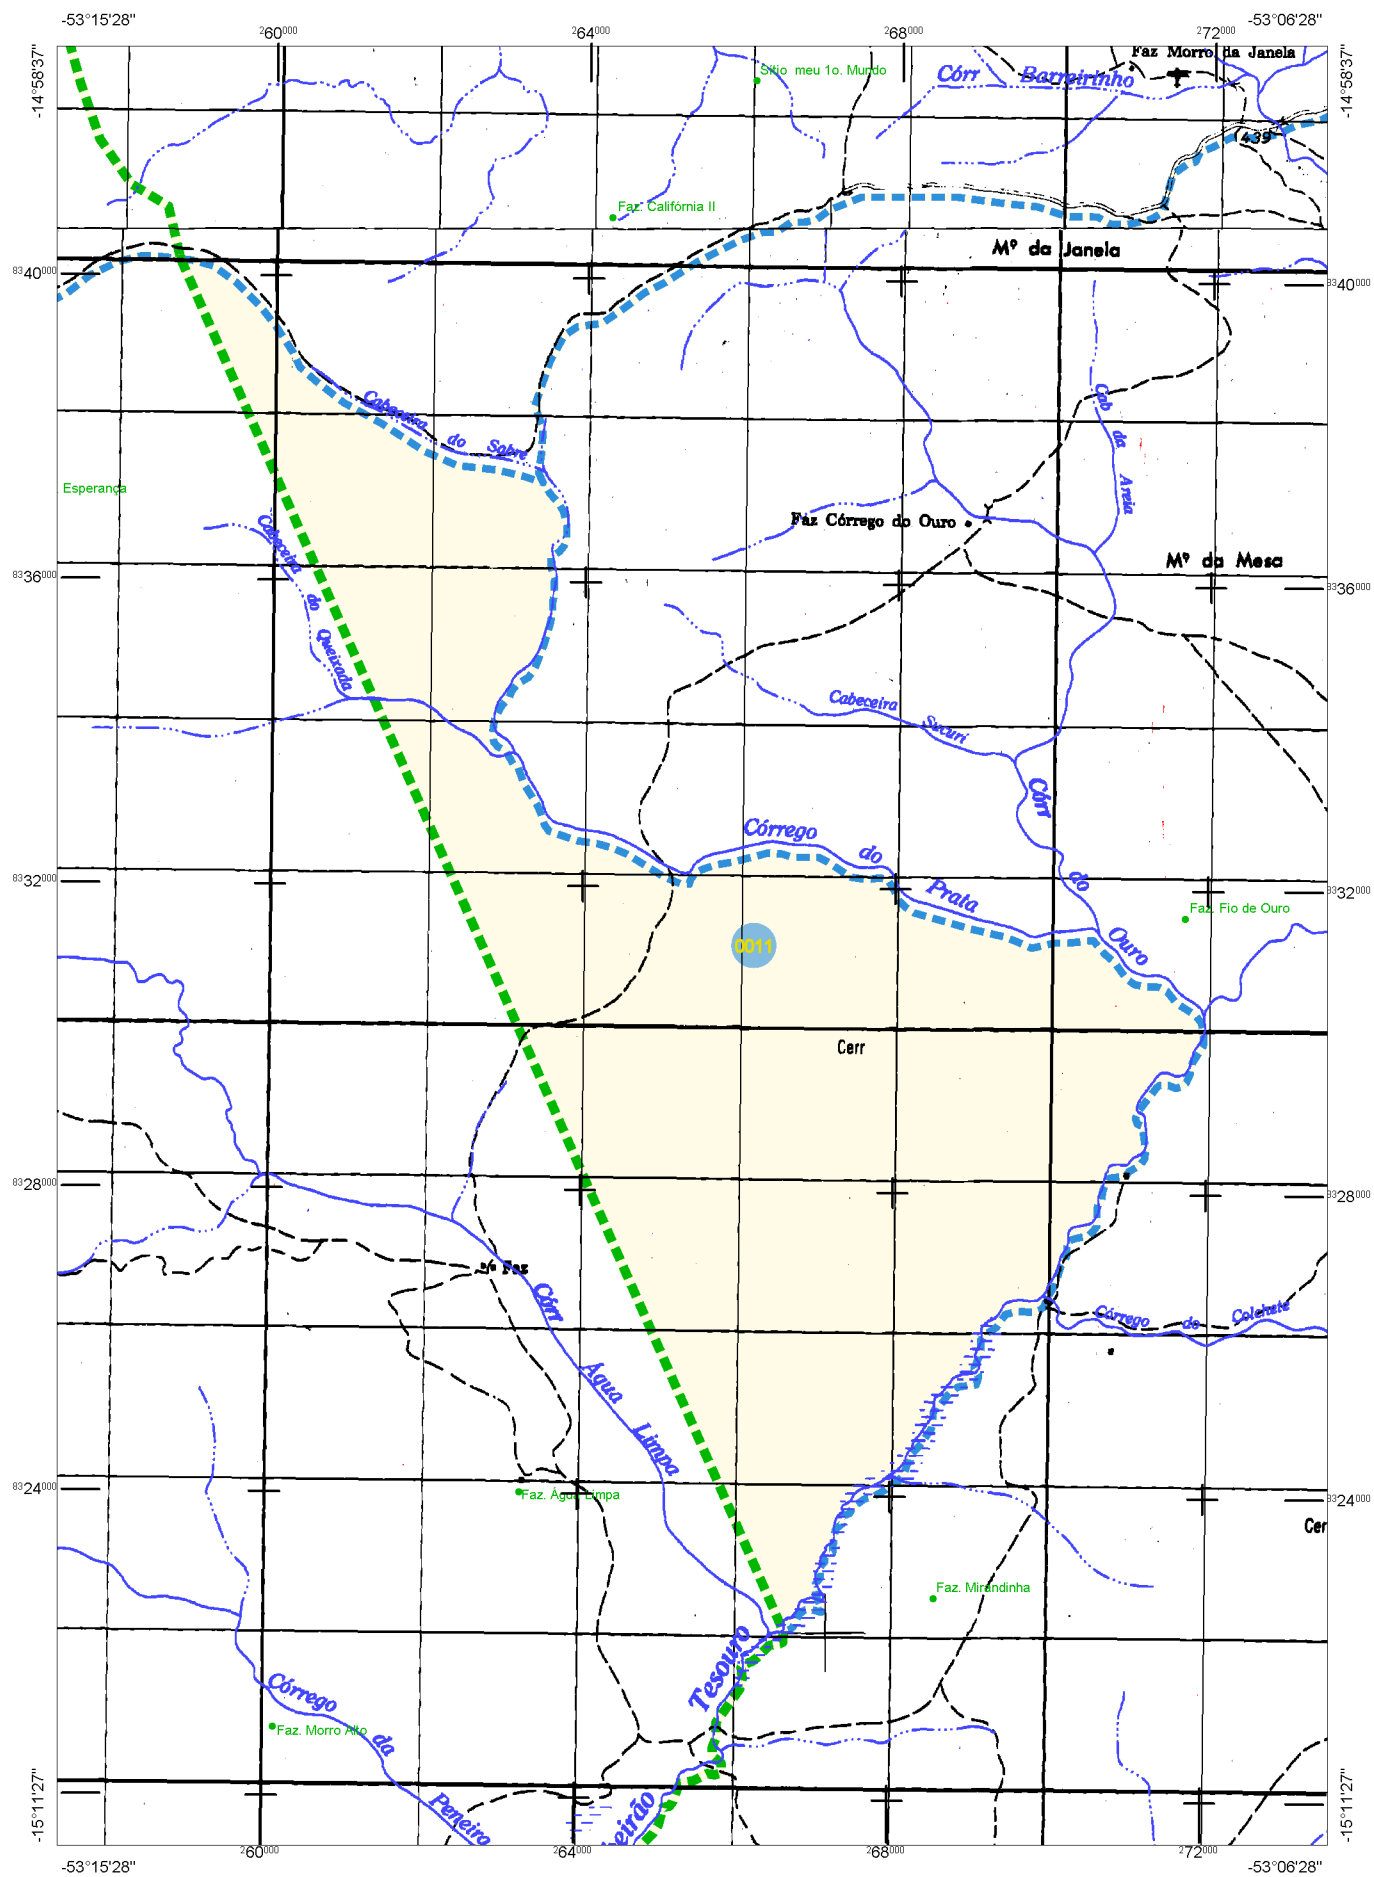 -53°15'28" -53°06'28"
260000 264000 268000 272000
-14°58'37" -14°58'37"
Faz Morro da Janela
Sítio meu 1o. Mundo
Córr Barreirinho
439
Faz. Califórnia II
Mº da Janela
8340000 8340000
Cabeceira do Sobre
Cab da Areia
Esperança
Faz Córrego do Ouro
Cabeceira do Queixada
Mº da Mesa
8336000 8336000
Cabeceira Sucuri
Córr do Ouro
Córrego do Prata
8332000 8332000
Faz. Fio de Ouro
0011
Cerr
8328000 8328000
Faz
Córr Água Limpa
Córrego do Colchete
8324000 8324000
Faz. Água Limpa
Cer
Faz. Mirandinha
Tesouro
Córrego da Peneiro
Faz. Morro Alto
eirão
-15°11'27" -15°11'27"
260000 264000 268000 272000
-53°15'28" -53°06'28"